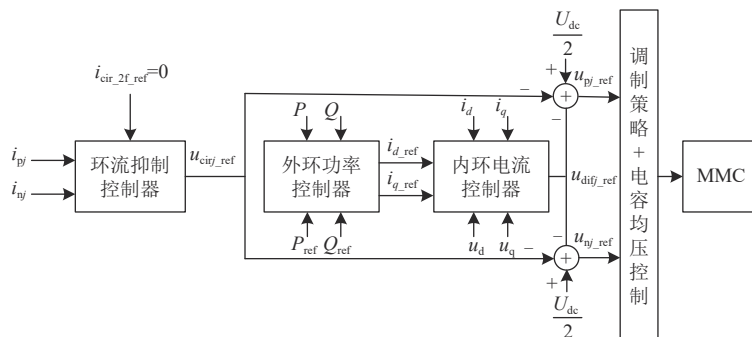 U_dc
2
i_cir_2f_ref=0
+
u_pj_ref
−
+
−
P
Q
i_d
i_q
i_pj
i_nj
环流抑制
控制器
u_cirj_ref
外环功率
控制器
i_d_ref
i_q_ref
内环电流
控制器
u_difj_ref
调制策略+电容均压控制
MMC
P_ref
Q_ref
u_d
u_q
−
−
+
u_nj_ref
+
U_dc
2